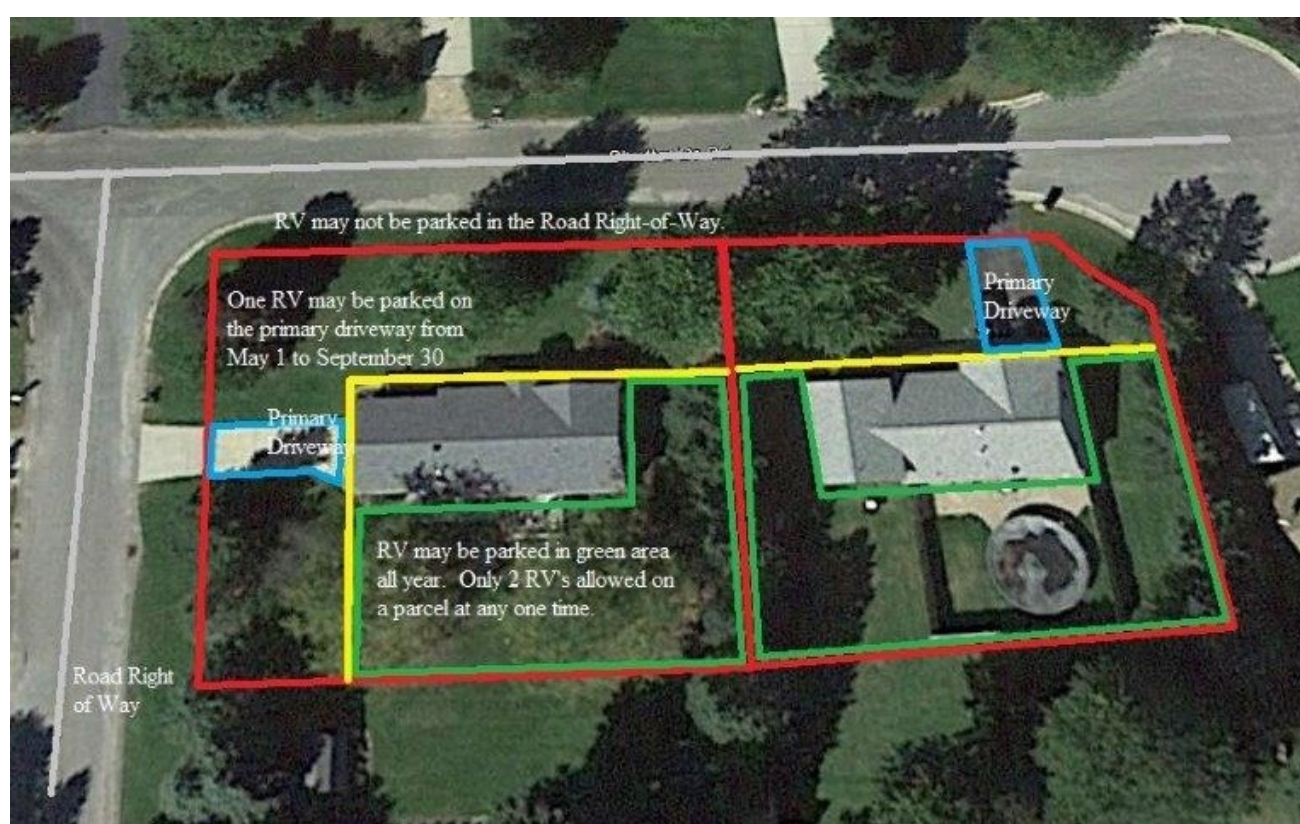 RV may not be parked in the Road Right-of-Way.
One RV may be parked on
the primary driveway from
May 1 to September 30
Primary
Driveway
Primary
Driveway
RV may be parked in green area
all year. Only 2 RV's allowed on
a parcel at any one time.
Road Right
of Way